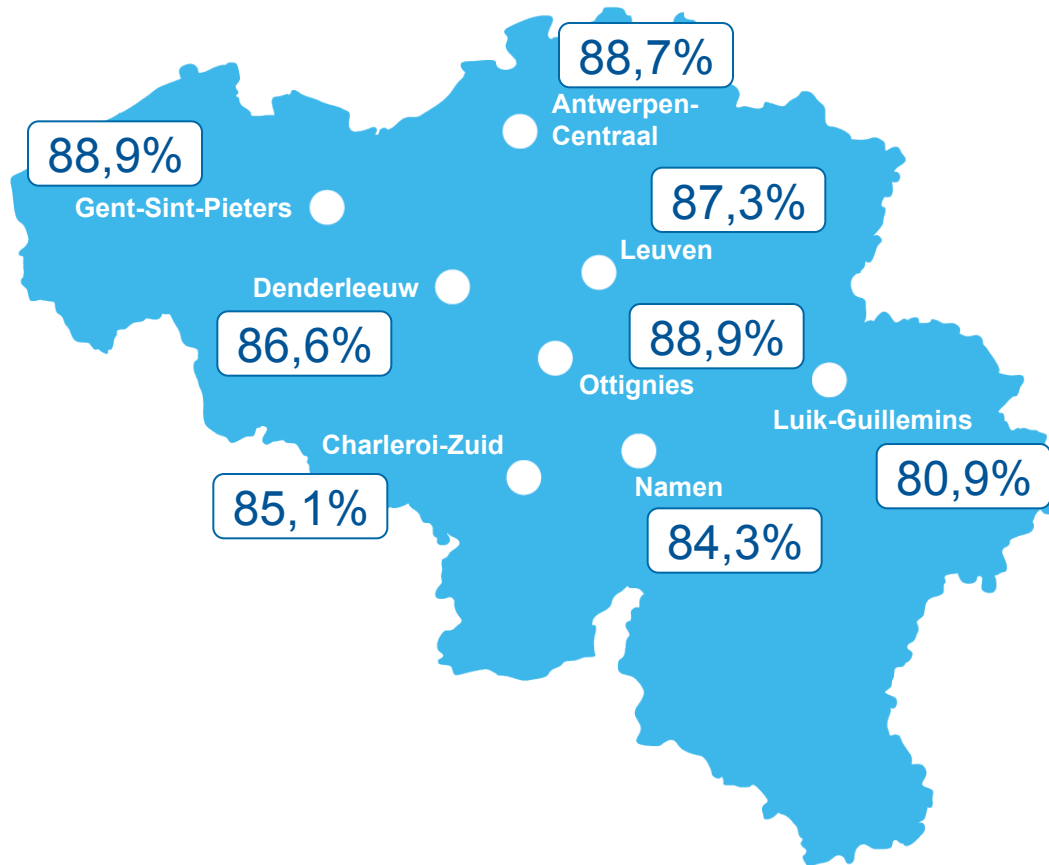 88,7%
Antwerpen-
Centraal
88,9%
Gent-Sint-Pieters
87,3%
Leuven
Denderleeuw
86,6%
88,9%
Ottignies
Luik-Guillemins
80,9%
Charleroi-Zuid
85,1%
Namen
84,3%